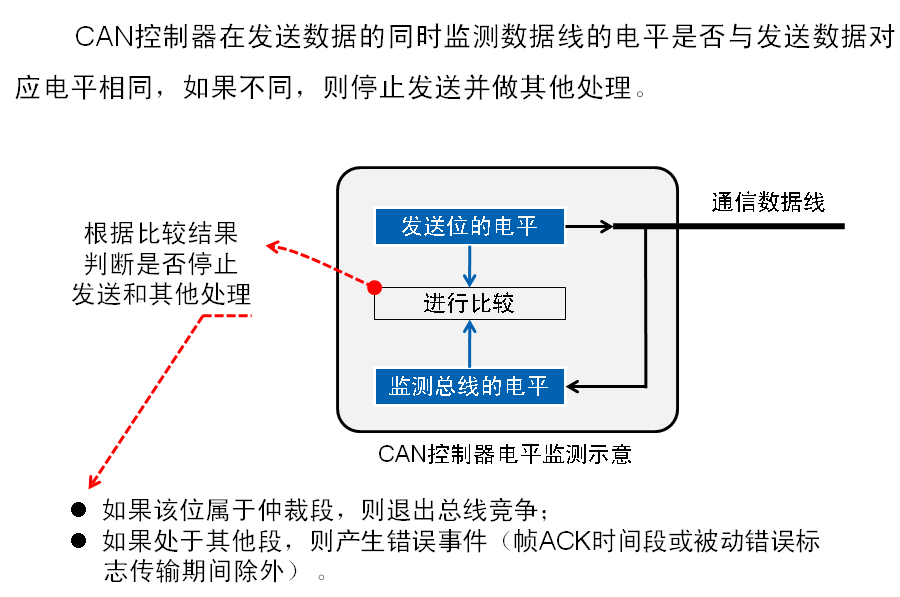 CAN控制器在发送数据的同时监测数据线的电平是否与发送数据对
应电平相同，如果不同，则停止发送并做其他处理。
通信数据线
发送位的电平
根据比较结果
判断是否停止
发送和其他处理
进行比较
监测总线的电平
CAN控制器电平监测示意
● 如果该位属于仲裁段，则退出总线竞争；
● 如果处于其他段，则产生错误事件（帧ACK时间段或被动错误标
志传输期间除外）。